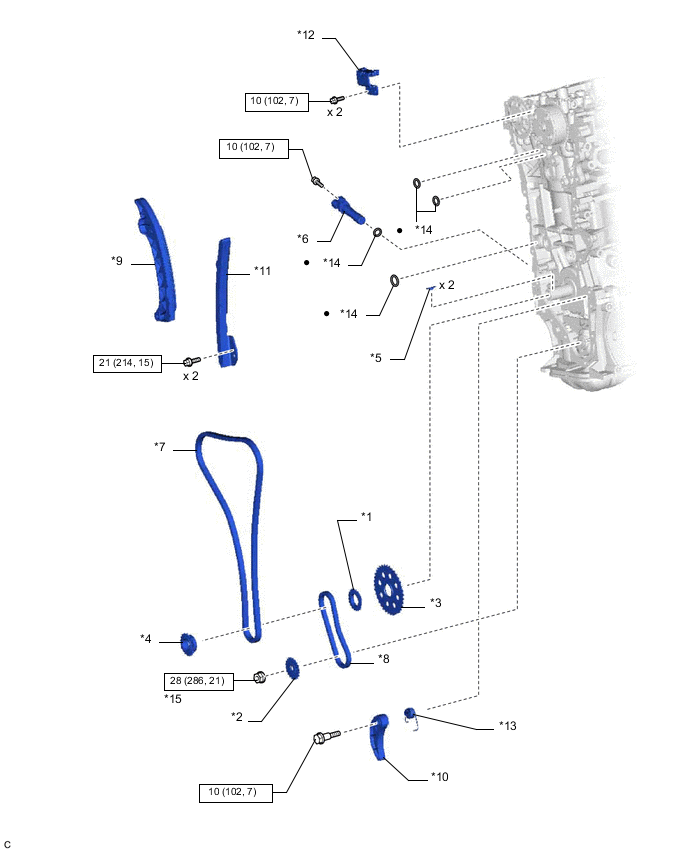 *12
10 (102, 7)
x 2
10 (102, 7)
*6
*14
*14
*9
*11
x 2
*14
*5
21 (214, 15)
x 2
*7
*1
*3
*4
*8
28 (286, 21)
*15
*2
*13
*10
10 (102, 7)
C